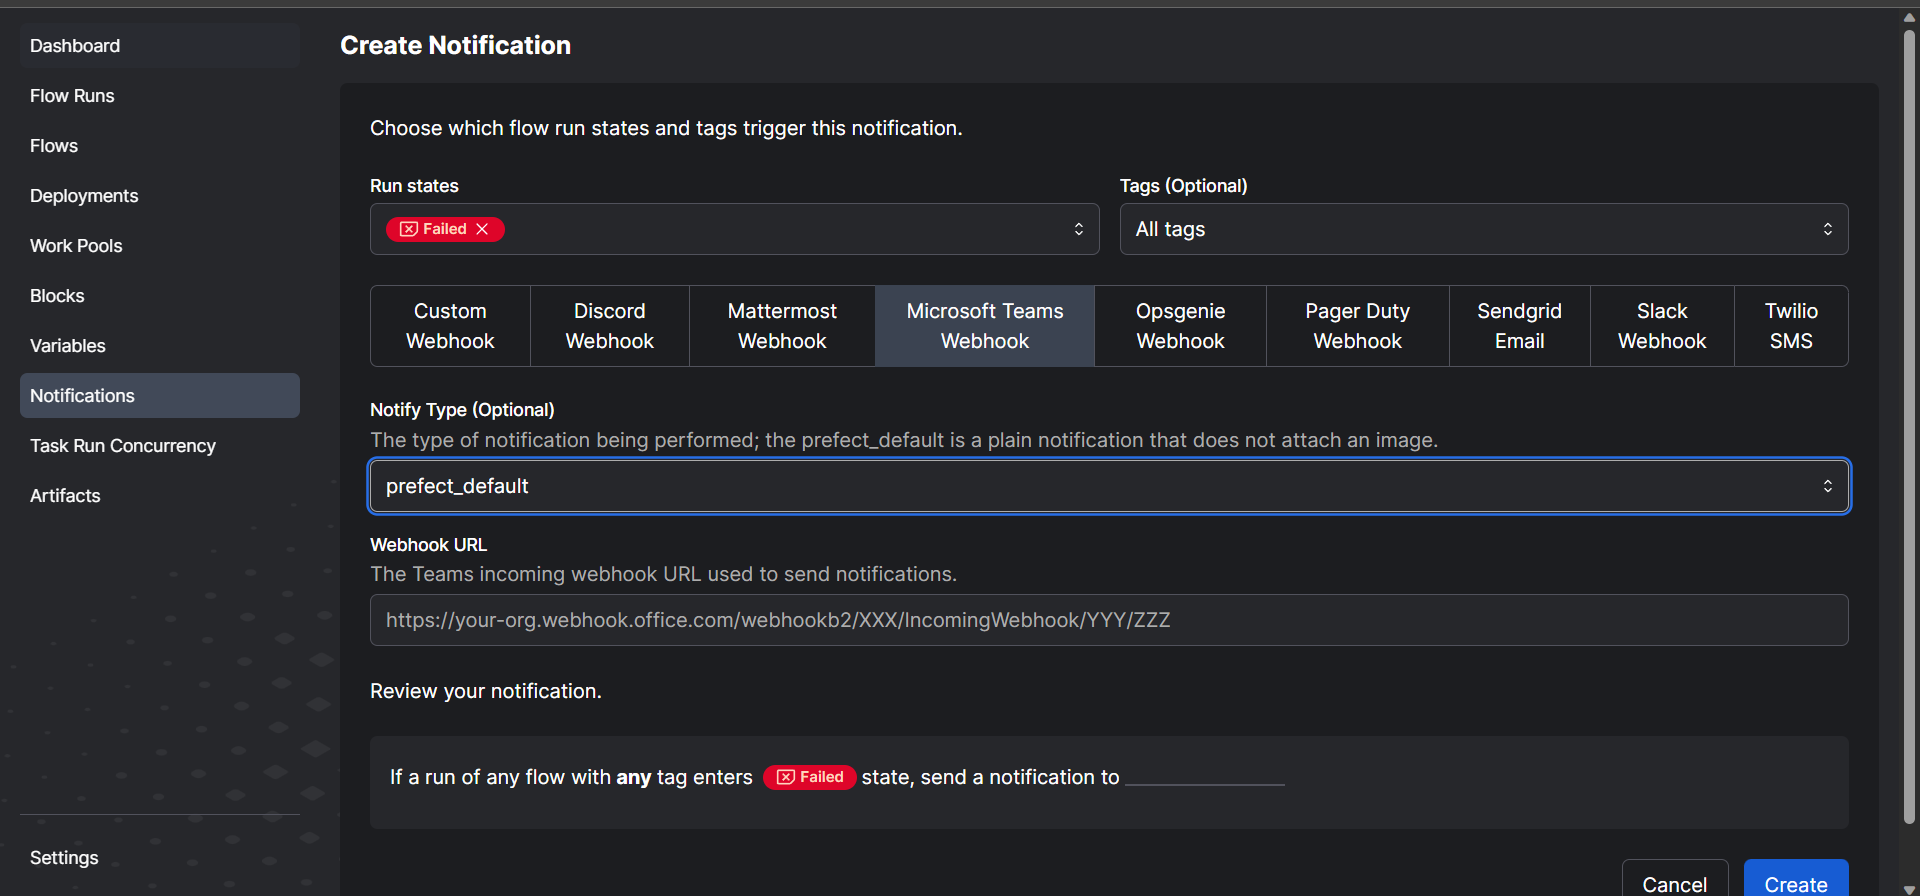 Dashboard
Flow Runs
Flows
Deployments
Work Pools
Blocks
Variables
Notifications
Task Run Concurrency
Artifacts
Settings
Create Notification
Choose which flow run states and tags trigger this notification.
Run states
Failed
Tags (Optional)
All tags
Custom
Webhook
Discord
Webhook
Mattermost
Webhook
Microsoft Teams
Webhook
Opsgenie
Webhook
Pager Duty
Webhook
Sendgrid
Email
Slack
Webhook
Twilio
SMS
Notify Type (Optional)
The type of notification being performed; the prefect_default is a plain notification that does not attach an image.
prefect_default
Webhook URL
The Teams incoming webhook URL used to send notifications.
https://your-org.webhook.office.com/webhookb2/XXX/IncomingWebhook/YYY/ZZZ
Review your notification.
If a run of any flow with any tag enters Failed state, send a notification to
Cancel
Create